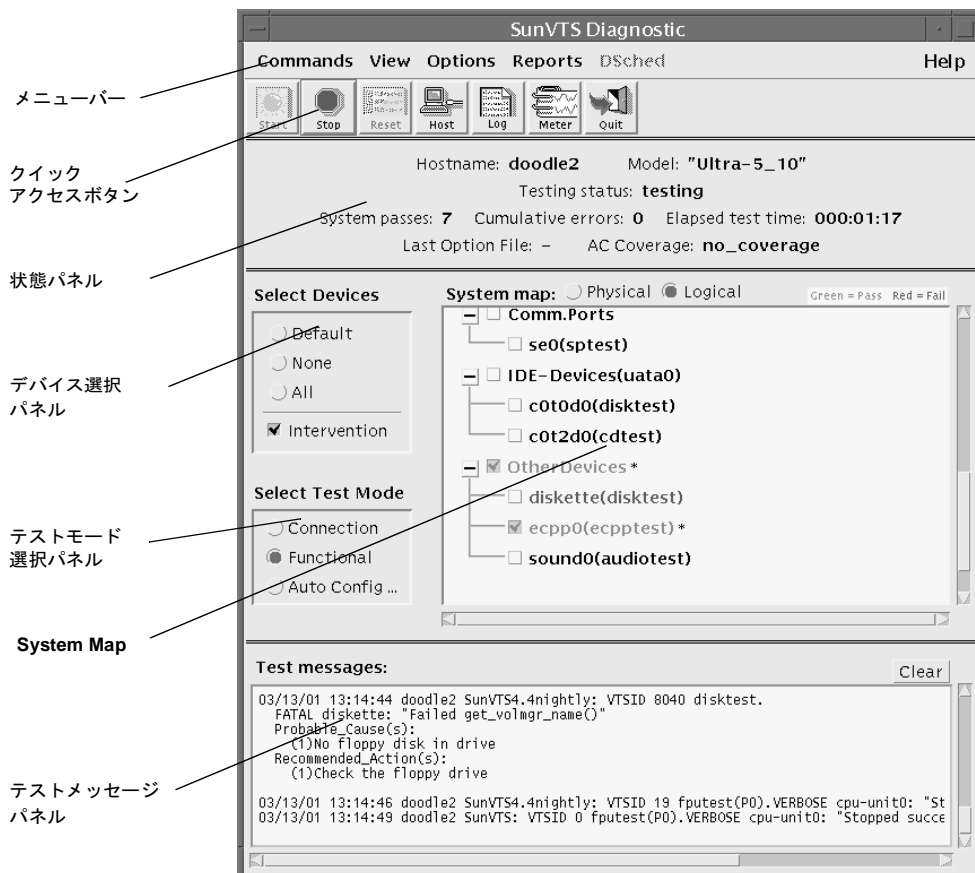 SunVTS Diagnostic
Commands View Options Reports DSched Help
メニューバー
Start Stop Reset Host Log Meter Quit
クイック
アクセスボタン
Hostname: doodle2 Model: "Ultra-5_10"
Testing status: testing
System passes: 7 Cumulative errors: 0 Elapsed test time: 000:01:17
Last Option File: - AC Coverage: no_coverage
状態パネル
Select Devices
Default
None
All
Intervention
デバイス選択
パネル
System map: Physical Logical Green = Pass Red = Fail
Comm.Ports
se0(sptest)
IDE-Devices(uata0)
c0t0d0(disktest)
c0t2d0(cdtest)
OtherDevices *
diskette(disktest)
ecpp0(ecpptest) *
sound0(audiotest)
Select Test Mode
Connection
Functional
Auto Config ...
テストモード
選択パネル
System Map
Test messages: Clear
03/13/01 13:14:44 doodle2 SunVTS4.4nightly: VTSID 8040 disktest.
FATAL diskette: "Failed get_volmgr_name()"
Probable_Cause(s):
(1)No floppy disk in drive
Recommended_Action(s):
(1)Check the floppy drive
03/13/01 13:14:46 doodle2 SunVTS4.4nightly: VTSID 19 fputest(P0).VERBOSE cpu-unit0: "St
03/13/01 13:14:49 doodle2 SunVTS: VTSID 0 fputest(P0).VERBOSE cpu-unit0: "Stopped succe
テストメッセージ
パネル